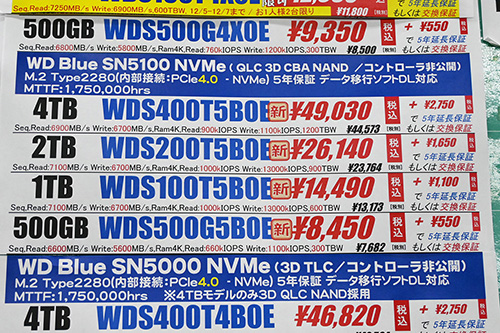 7250MB/s Write:6900MB/s,600TBW 12/5~12/7まで お1人2台限り ¥11,800 もしくは 交換保証
500GB WDS500G4X0E ¥9,350 税込 + ¥550 で 5年延長保証
Seq,Read:6800MB/s Write:5800MB/s,300TBW ¥8,500 もしくは 交換保証
WD Blue SN5100 NVMe (QLC 3D CBA NAND /コントローラ非公開)
M.2 Type2280(内部接続:PCIe4.0 - NVMe) 5年保証 データ移行ソフトDL対応
MTTF:1,750,000hrs
4TB WDS400T5B0E 新 ¥49,030 税込 + ¥2,750 で 5年延長保証
Seq,Read:6900MB/s Write:6700MB/s,Ram4K,Read:900kIOPS Write:1100kIOPS,1200TBW ¥44,573 税別 もしくは 交換保証
2TB WDS200T5B0E 新 ¥26,140 税込 + ¥1,650 で 5年延長保証
Seq,Read:7100MB/s Write:6700MB/s,Ram4K,Read:1000kIOPS Write:13000kIOPS,900TBW ¥23,764 税別 もしくは 交換保証
1TB WDS100T5B0E 新 ¥14,490 税込 + ¥1,100 で 5年延長保証
Seq,Read:7100MB/s Write:6700MB/s,Ram4K,Read:1000kIOPS Write:13000kIOPS,600TBW ¥13,173 税別 もしくは 交換保証
500GB WDS500G5B0E 新 ¥8,450 税込 + ¥550 で 5年延長保証
Seq,Read:6600MB/s Write:5600MB/s,Ram4K,Read:660kIOPS Write:1100kIOPS,300TBW ¥7,682 税別 もしくは 交換保証
WD Blue SN5000 NVMe (3D TLC/コントローラ非公開)
M.2 Type2280(内部接続:PCIe4.0 - NVMe) 5年保証 データ移行ソフトDL対応
MTTF:1,750,000hrs ※4TBモデルのみ3D QLC NAND採用
4TB WDS400T4B0E ¥46,820 税込 + ¥2,750 で 5年延長保証